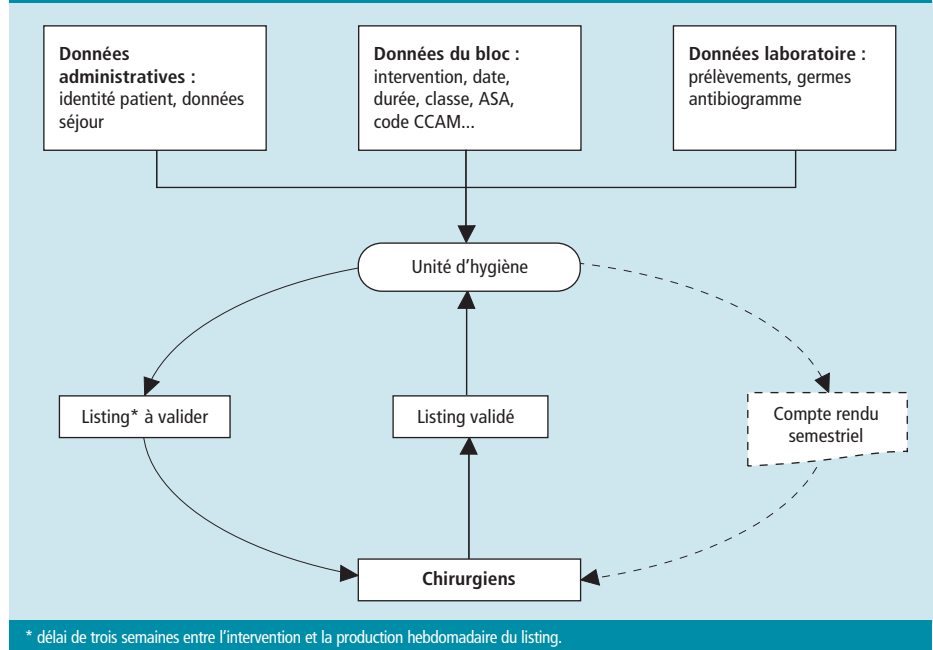 Données
administratives :
identité patient, données
séjour
Données du bloc :
intervention, date,
durée, classe, ASA,
code CCAM...
Données laboratoire :
prélèvements, germes
antibiogramme
Unité d'hygiène
Listing* à valider
Listing validé
Compte rendu
semestriel
Chirurgiens
* délai de trois semaines entre l'intervention et la production hebdomadaire du listing.